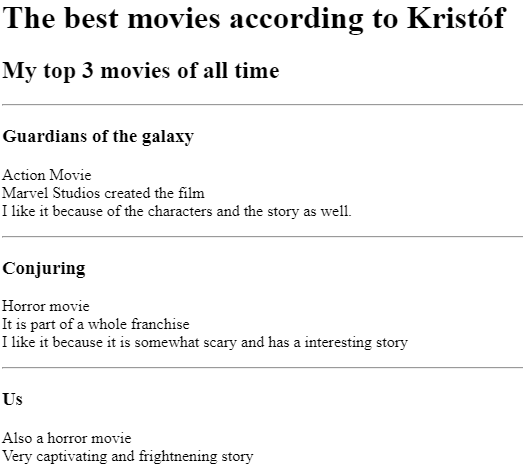 The best movies according to Kristóf
My top 3 movies of all time
Guardians of the galaxy
Action Movie
Marvel Studios created the film
I like it because of the characters and the story as well.
Conjuring
Horror movie
It is part of a whole franchise
I like it because it is somewhat scary and has a interesting story
Us
Also a horror movie
Very captivating and frightnening story